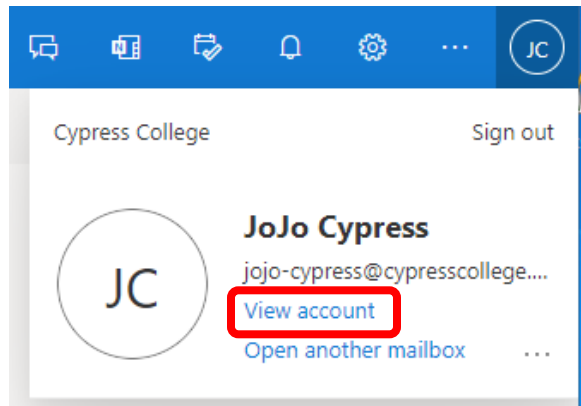 JC
Cypress College
Sign out
JC
JoJo Cypress
jojo-cypress@cypresscollege....
View account
Open another mailbox